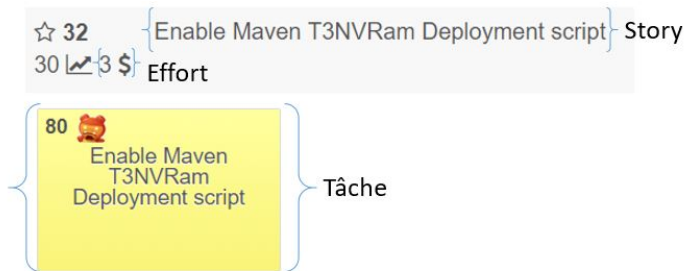 32 Enable Maven T3NVRam Deployment script Story
30 3 $ Effort
80
Enable Maven
T3NVRam
Deployment script
Tâche